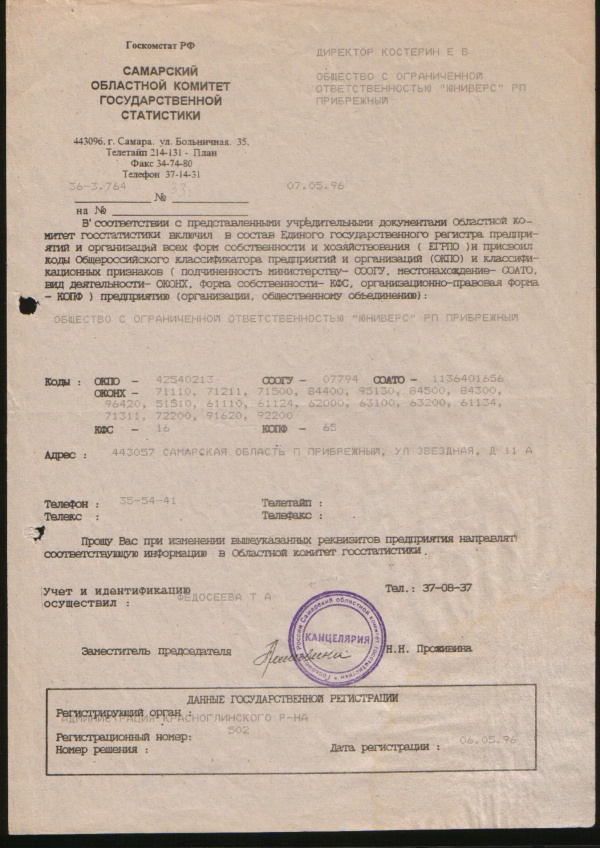 Госкомстат РФ
САМАРСКИЙ
ОБЛАСТНОЙ КОМИТЕТ
ГОСУДАРСТВЕННОЙ
СТАТИСТИКИ
443096, г. Самара. ул. Больничная. 35.
Телетайп 214-131 - План
Факс 34-74-80
Телефон 37-14-31
ДИРЕКТОР КОСТЕРИН Е В
ОБЩЕСТВО С ОГРАНИЧЕННОЙ
ОТВЕТСТВЕННОСТЬЮ "ЮНИВЕРС" РП
ПРИБРЕЖНЫЙ
36-3.764 № 07.05.96
на №
В соответствии с представленными учредительными документами Областной ко-
митет госстатистики включил в состав Единого государственного регистра предпри-
ятий и организаций всех форм собственности и хозяйствования ( ЕГРПО )и присвоил
коды Общероссийского классификатора предприятий и организаций (ОКПО) и классифи-
кационных признаков ( подчиненность министерству- СООГУ, местонахождение- СОАТО,
вид деятельности- ОКОНХ, форма собственности- КФС, организационно-правовая форма
- КОПФ ) предприятию (организации, общественному объединению):
ОБЩЕСТВО С ОГРАНИЧЕННОЙ ОТВЕТСТВЕННОСТЬЮ "ЮНИВЕРС" РП ПРИБРЕЖНЫЙ
Коды : ОКПО - 42540213 СООГУ - 07794 СОАТО - 1136401656
ОКОНХ - 71110, 71211, 71500, 84400, 95130, 84500, 84300,
96420, 51510, 61110, 61124, 62000, 63100, 63200, 61134,
71311, 72200, 91620, 92200
КФС - 16 КОПФ - 65
Адрес : 443057 САМАРСКАЯ ОБЛАСТЬ П ПРИБРЕЖНЫЙ, УЛ ЗВЕЗДНАЯ, Д 11 А
Телефон : 35-54-41 Телетайп :
Телекс : Телефакс :
Прошу Вас при изменении вышеуказанных реквизитов предприятия направлят
соответствующую информацию в Областной комитет госстатистики.
Учет и идентификацию Тел.: 37-08-37
осуществил : ФЕДОСЕЕВА Т А
КАНЦЕЛЯРИЯ
Заместитель председателя Н.Н. Проживина
ДАННЫЕ ГОСУДАРСТВЕННОЙ РЕГИСТРАЦИИ
Регистрирующий орган :
АДМИНИСТРАЦИЯ КРАСНОГЛИНСКОГО Р-НА
Регистрационный номер: 502
Номер решения : Дата регистрации : 06.05.96